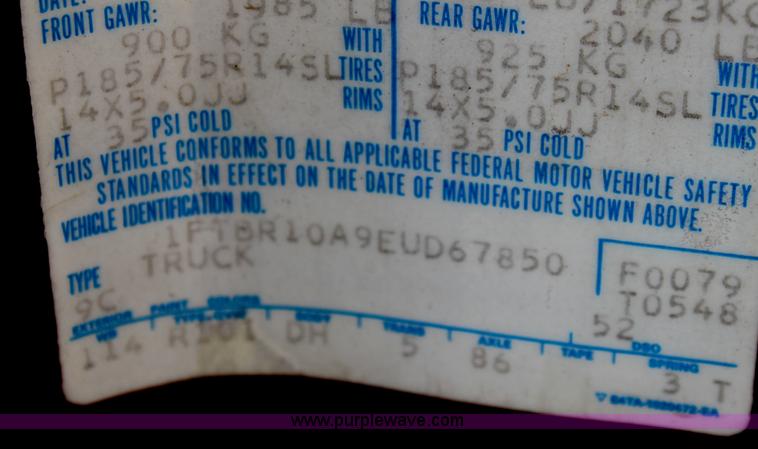 DATE:
FRONT GAWR: 1985 LB
900 KG WITH
P185/75R14SL TIRES
14X5.0JJ RIMS
AT 35 PSI COLD
REAR GAWR: 2040 LB
925 KG WITH
P185/75R14SL TIRES
14X5.0JJ RIMS
AT 35 PSI COLD
THIS VEHICLE CONFORMS TO ALL APPLICABLE FEDERAL MOTOR VEHICLE SAFETY
STANDARDS IN EFFECT ON THE DATE OF MANUFACTURE SHOWN ABOVE.
VEHICLE IDENTIFICATION NO.
1FTBR10A9EUD67850
TYPE TRUCK F0079
9C T0548
EXTERIOR PAINT COLORS 52 DSO
WB TYPE-GVW BODY TRANS AXLE TAPE SPRING
114 R101 DH 5 86 3 T
www.purplewave.com